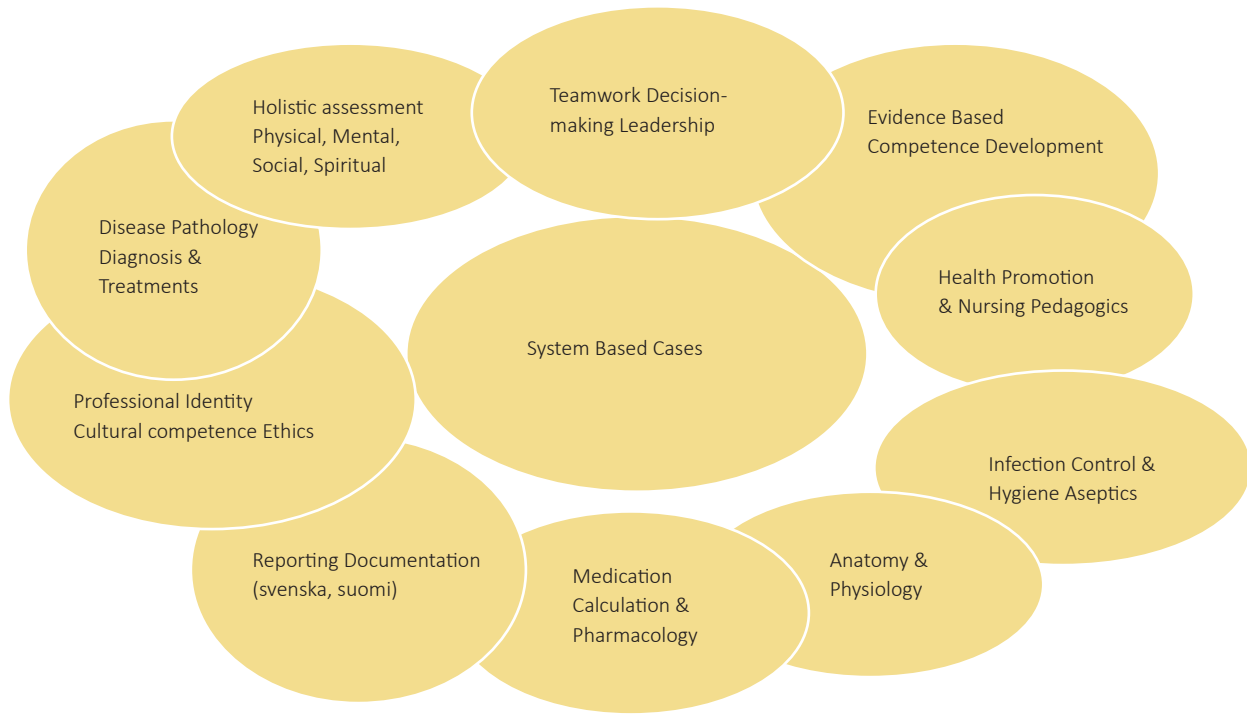 Holistic assessment
Physical, Mental,
Social, Spiritual
Teamwork Decision-
making Leadership
Evidence Based
Competence Development
Disease Pathology
Diagnosis &
Treatments
Health Promotion
& Nursing Pedagogics
System Based Cases
Professional Identity
Cultural competence Ethics
Infection Control &
Hygiene Aseptics
Reporting Documentation
(svenska, suomi)
Medication
Calculation &
Pharmacology
Anatomy &
Physiology